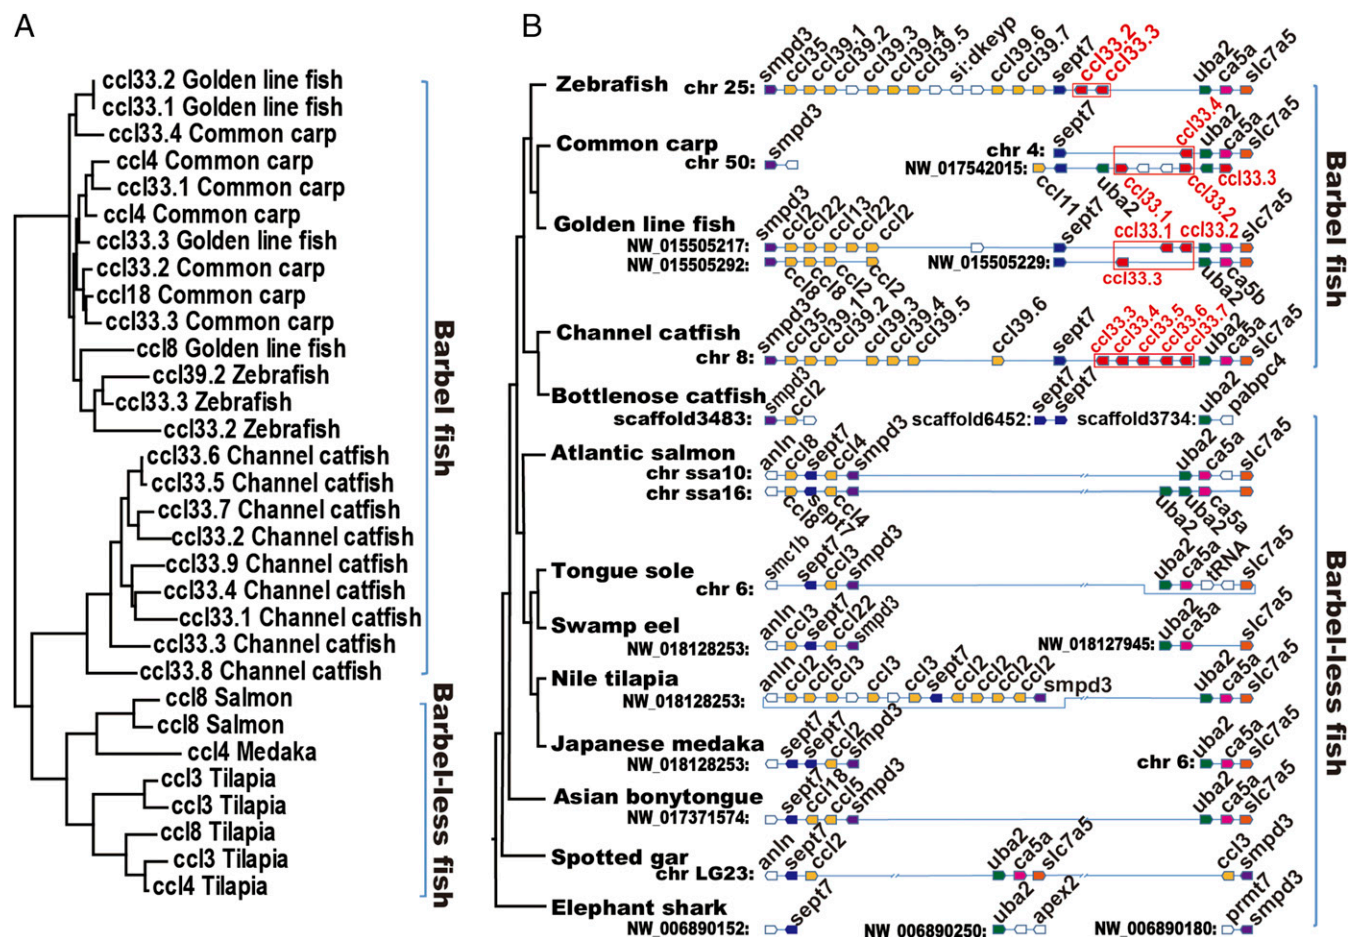 A
ccl33.2 Golden line fish
ccl33.1 Golden line fish
ccl33.4 Common carp
ccl4 Common carp
ccl33.1 Common carp
ccl4 Common carp
ccl33.3 Golden line fish
ccl33.2 Common carp
ccl18 Common carp
ccl33.3 Common carp
ccl8 Golden line fish
ccl39.2 Zebrafish
ccl33.3 Zebrafish
ccl33.2 Zebrafish
ccl33.6 Channel catfish
ccl33.5 Channel catfish
ccl33.7 Channel catfish
ccl33.2 Channel catfish
ccl33.9 Channel catfish
ccl33.4 Channel catfish
ccl33.1 Channel catfish
ccl33.3 Channel catfish
ccl33.8 Channel catfish
ccl8 Salmon
ccl8 Salmon
ccl4 Medaka
ccl3 Tilapia
ccl3 Tilapia
ccl8 Tilapia
ccl3 Tilapia
ccl4 Tilapia
Barbel fish
Barbel-less fish
B
smpd3 ccl35 ccl39.1 ccl39.2 ccl39.3 ccl39.4 ccl39.5 si:dkeyp ccl39.6 ccl39.7 sept7 ccl33.2 ccl33.3 uba2 ca5a slc7a5
Zebrafish chr 25:
smpd3 sept7 ccl33.4 uba2 ca5a slc7a5
Common carp
chr 50: chr 4:
NW_017542015:
ccl11 uba2 ccl33.1 ccl33.2 ccl33.3
smpd3 ccl2 ccl22 ccl13 ccl22 ccl2 sept7 ccl33.1 ccl33.2 slc7a5
Golden line fish
NW_015505217:
NW_015505292: NW_015505229:
ccl8 ccl8 ccl2 ccl2 ccl33.3 uba2 ca5b
smpd3 ccl35 ccl39.1 ccl39.2 ccl39.3 ccl39.4 ccl39.5 ccl39.6 sept7 ccl33.3 ccl33.4 ccl33.5 ccl33.6 ccl33.7 uba2 ca5a slc7a5
Channel catfish
chr 8:
smpd3 ccl2 sept7 sept7 uba2 pabpc4
Bottlenose catfish
scaffold3483: scaffold6452: scaffold3734:
anln ccl8 sept7 ccl4 smpd3 uba2 ca5a slc7a5
Atlantic salmon
chr ssa10:
chr ssa16:
ccl8 sept7 ccl4 uba2 uba2 ca5a
smc1b sept7 ccl3 smpd3 uba2 ca5a tRNA slc7a5
Tongue sole
chr 6:
anln ccl3 sept7 ccl22 smpd3 uba2 ca5a slc7a5
Swamp eel
NW_018128253: NW_018127945:
anln ccl2 ccl5 ccl3 ccl3 ccl3 sept7 ccl2 ccl2 ccl2 ccl2 smpd3 uba2 ca5a slc7a5
Nile tilapia
NW_018128253:
sept7 sept7 ccl2 smpd3 uba2 ca5a slc7a5
Japanese medaka
NW_018128253: chr 6:
sept7 ccl18 ccl5 smpd3 uba2 ca5a slc7a5
Asian bonytongue
NW_017371574:
anln sept7 ccl2 uba2 ca5a slc7a5 ccl3 smpd3
Spotted gar
chr LG23:
sept7 uba2 apex2 prmt7 smpd3
Elephant shark
NW_006890152: NW_006890250: NW_006890180:
Barbel fish
Barbel-less fish